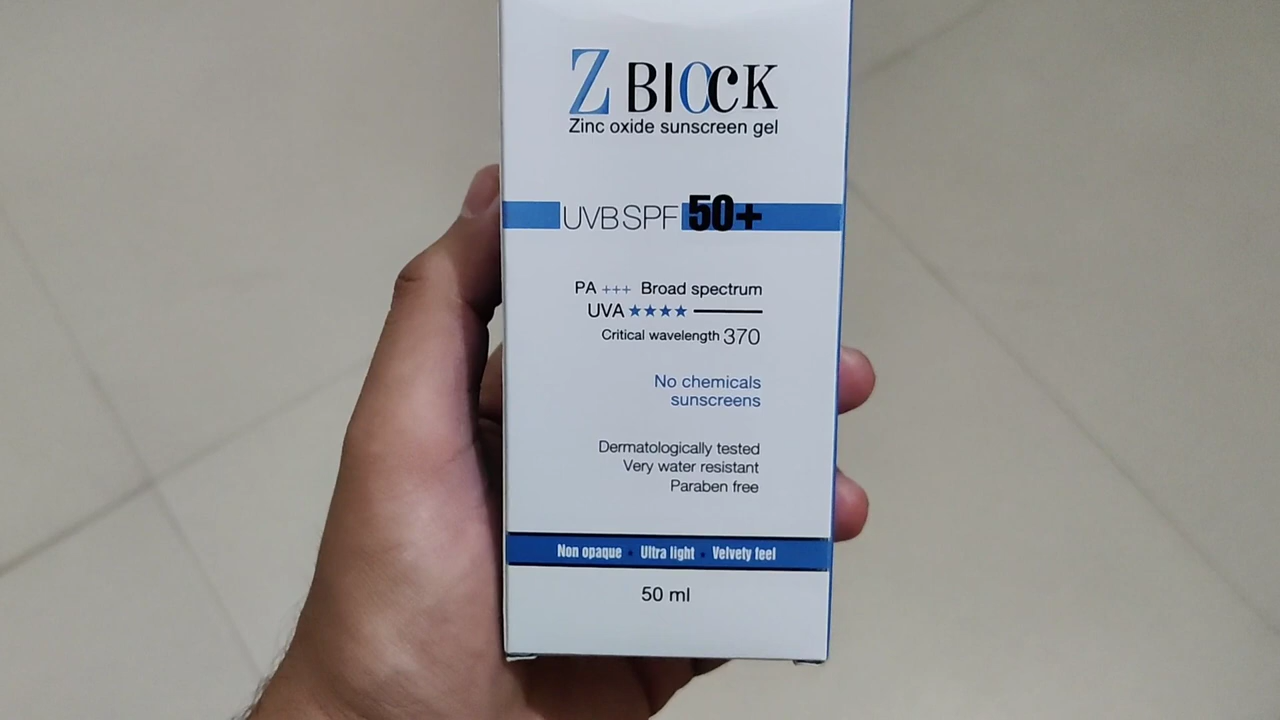 Z BlOcK
Zinc oxide sunscreen gel
UVB SPF 50+
PA +++ Broad spectrum
UVA ★★★★
Critical wavelength 370
No chemicals
sunscreens
Dermatologically tested
Very water resistant
Paraben free
Non opaque • Ultra light • Velvety feel
50 ml